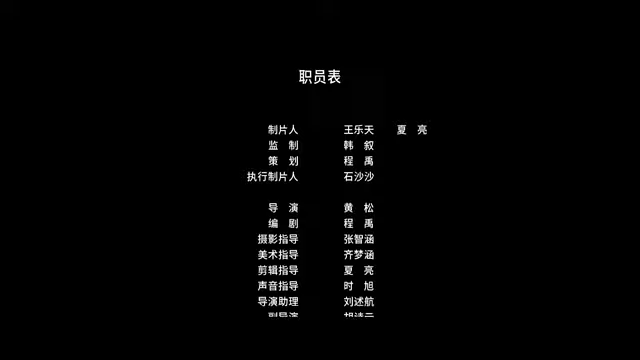 职员表
制片人 王乐天 夏 亮
监 制 韩 叙
策 划 程 禹
执行制片人 石沙沙
导 演 黄 松
编 剧 程 禹
摄影指导 张智涵
美术指导 齐梦涵
剪辑指导 夏 亮
声音指导 时 旭
导演助理 刘述航
副导演